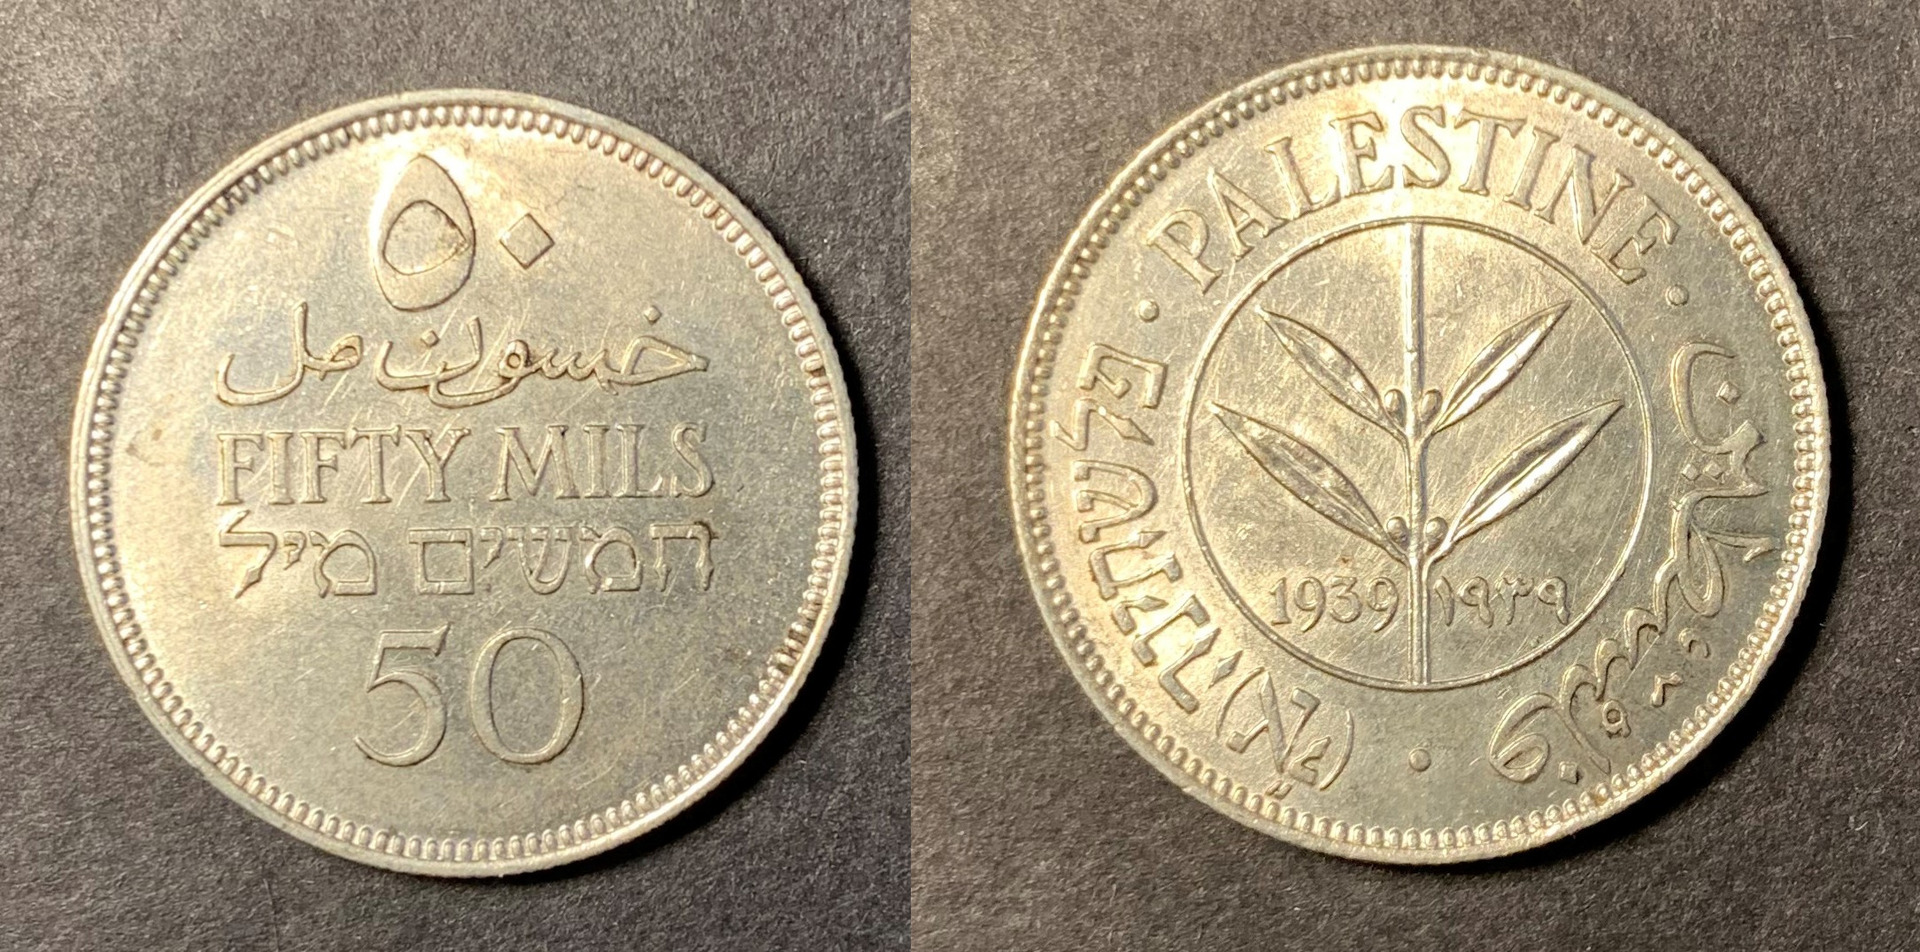 ٥٠
خمسون مل
FIFTY MILS
חמשים מיל
50
PALESTINE
فلسطين
פלשתינה (א״י)
1939 ١٩٣٩